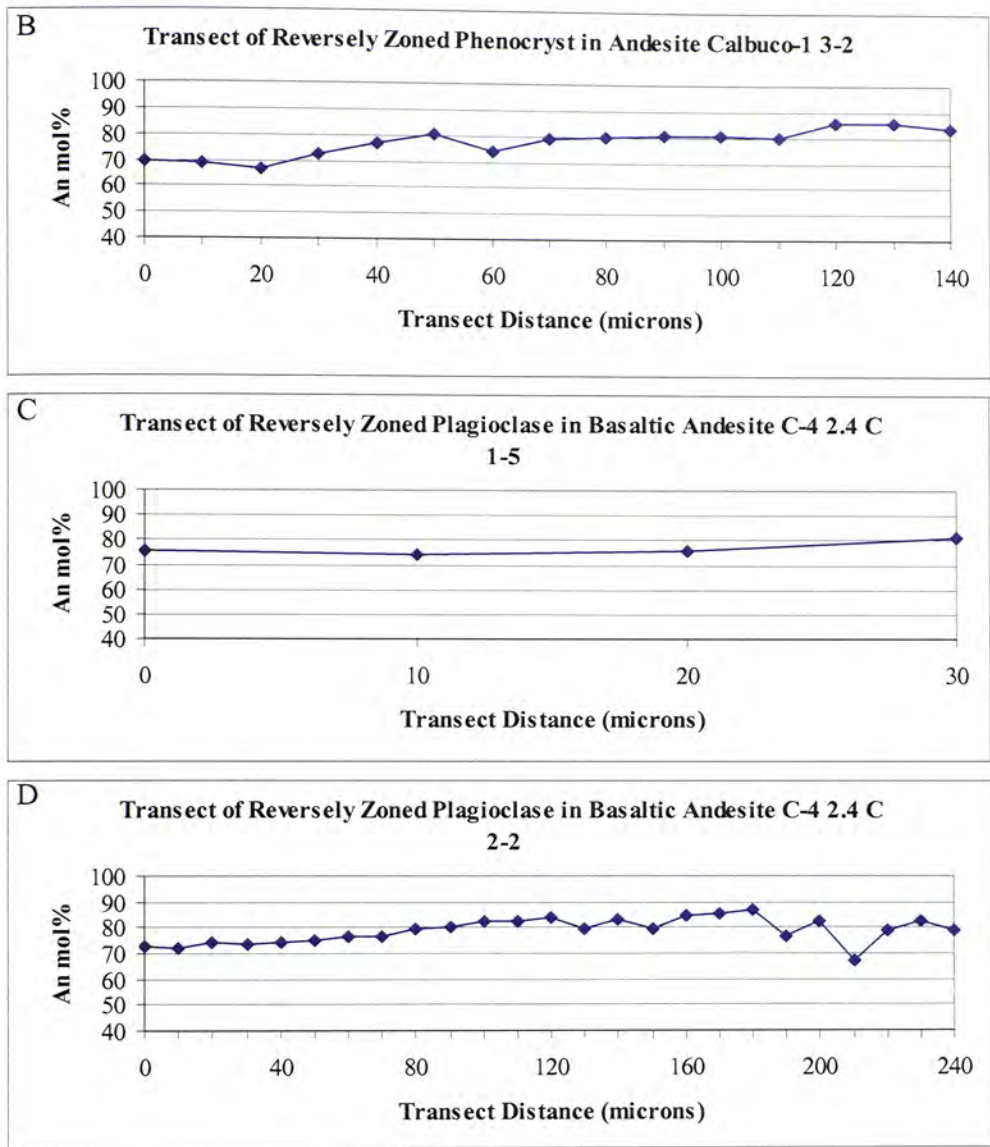 B
Transect of Reversely Zoned Phenocryst in Andesite Calbuco-1 3-2
100
90
80
70
60
50
40
An mol%
0 20 40 60 80 100 120 140
Transect Distance (microns)
C
Transect of Reversely Zoned Plagioclase in Basaltic Andesite C-4 2.4 C
1-5
100
90
80
70
60
50
40
An mol%
0 10 20 30
Transect Distance (microns)
D
Transect of Reversely Zoned Plagioclase in Basaltic Andesite C-4 2.4 C
2-2
100
90
80
70
60
50
40
An mol%
0 40 80 120 160 200 240
Transect Distance (microns)